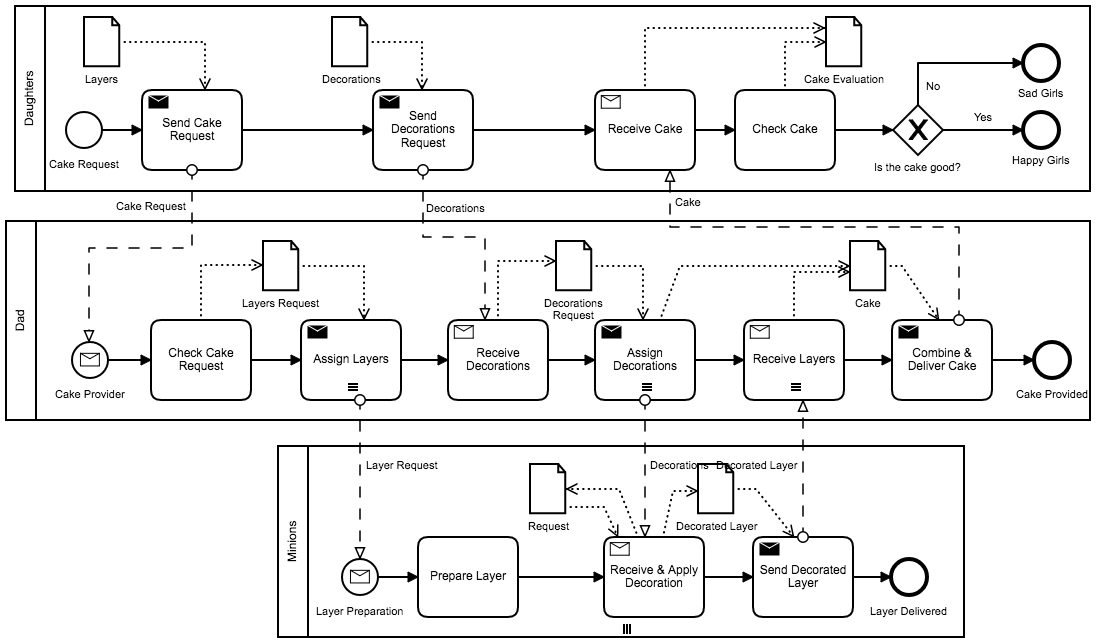 Daughters
Layers
Decorations
Cake Evaluation
Cake Request
Send Cake
Request
Send
Decorations
Request
Receive Cake
Check Cake
Is the cake good?
No
Yes
Sad Girls
Happy Girls
Cake Request
Decorations
Cake
Dad
Layers Request
Decorations
Request
Cake
Cake Provider
Check Cake
Request
Assign Layers
Receive
Decorations
Assign
Decorations
Receive Layers
Combine &
Deliver Cake
Cake Provided
Layer Request
Decorations
Decorated Layer
Minions
Request
Decorated Layer
Layer Preparation
Prepare Layer
Receive & Apply
Decoration
Send Decorated
Layer
Layer Delivered